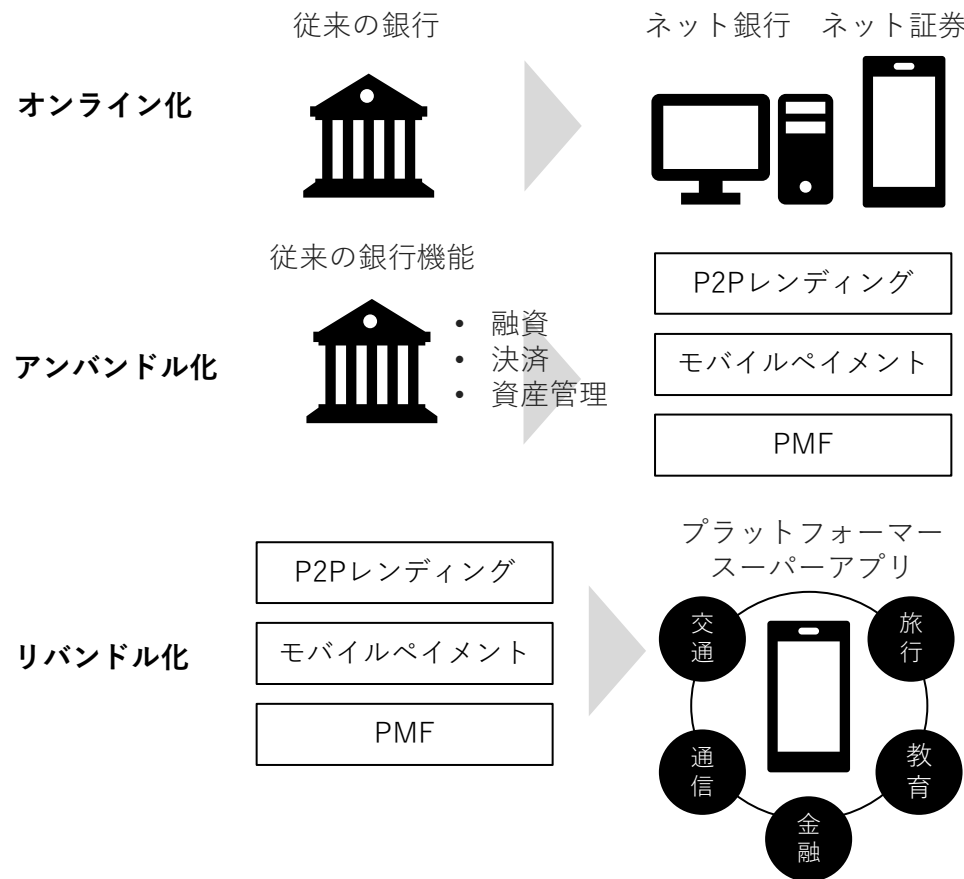 従来の銀行
ネット銀行 ネット証券
オンライン化
従来の銀行機能
アンバンドル化
• 融資
• 決済
• 資産管理
P2Pレンディング
モバイルペイメント
PMF
リバンドル化
P2Pレンディング
モバイルペイメント
PMF
プラットフォーマー
スーパーアプリ
交通
旅行
通信
教育
金融